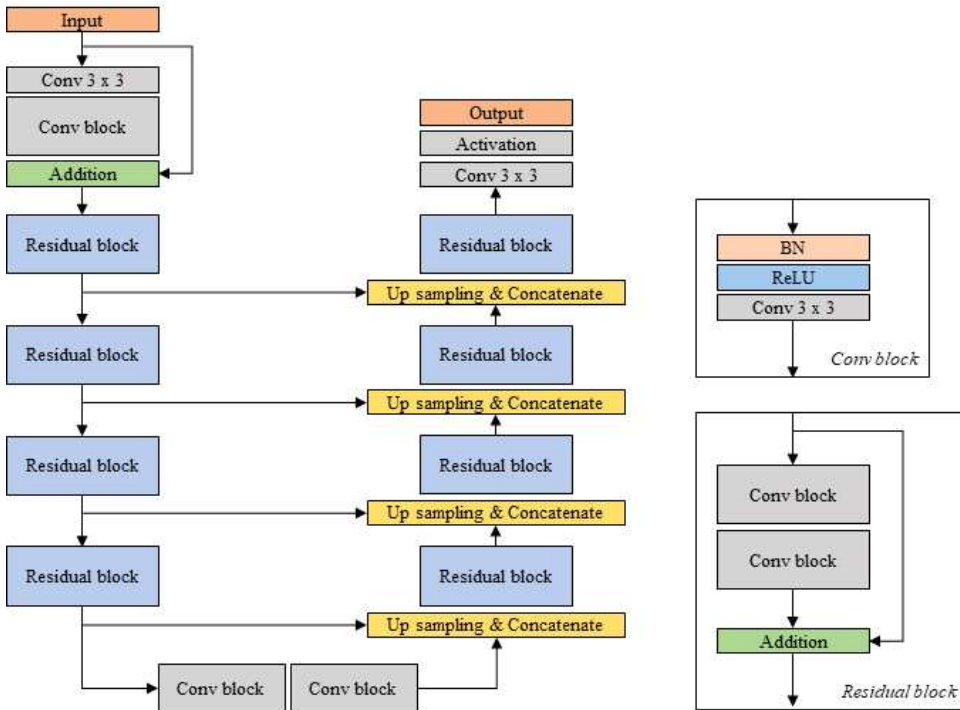 Input
Conv 3 x 3
Conv block
Addition
Residual block
Residual block
Residual block
Residual block
Conv block
Conv block
Output
Activation
Conv 3 x 3
Residual block
Up sampling & Concatenate
Residual block
Up sampling & Concatenate
Residual block
Up sampling & Concatenate
Residual block
Up sampling & Concatenate
BN
ReLU
Conv 3 x 3
Conv block
Conv block
Conv block
Addition
Residual block